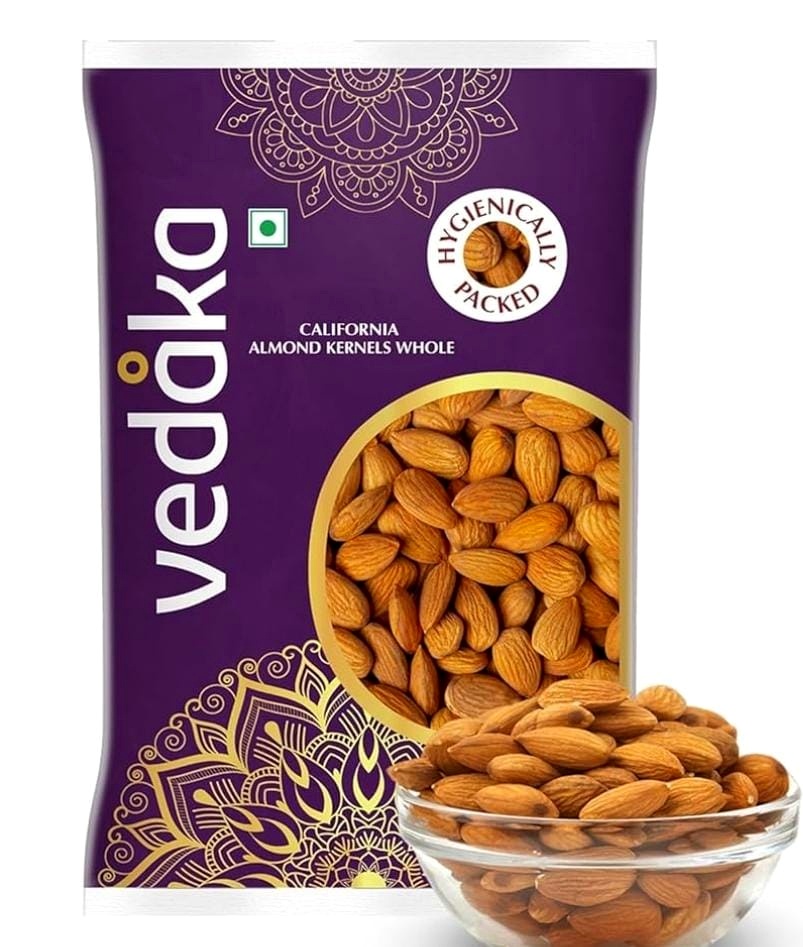 vedaka
HYGIENICALLY
PACKED
CALIFORNIA
ALMOND KERNELS WHOLE